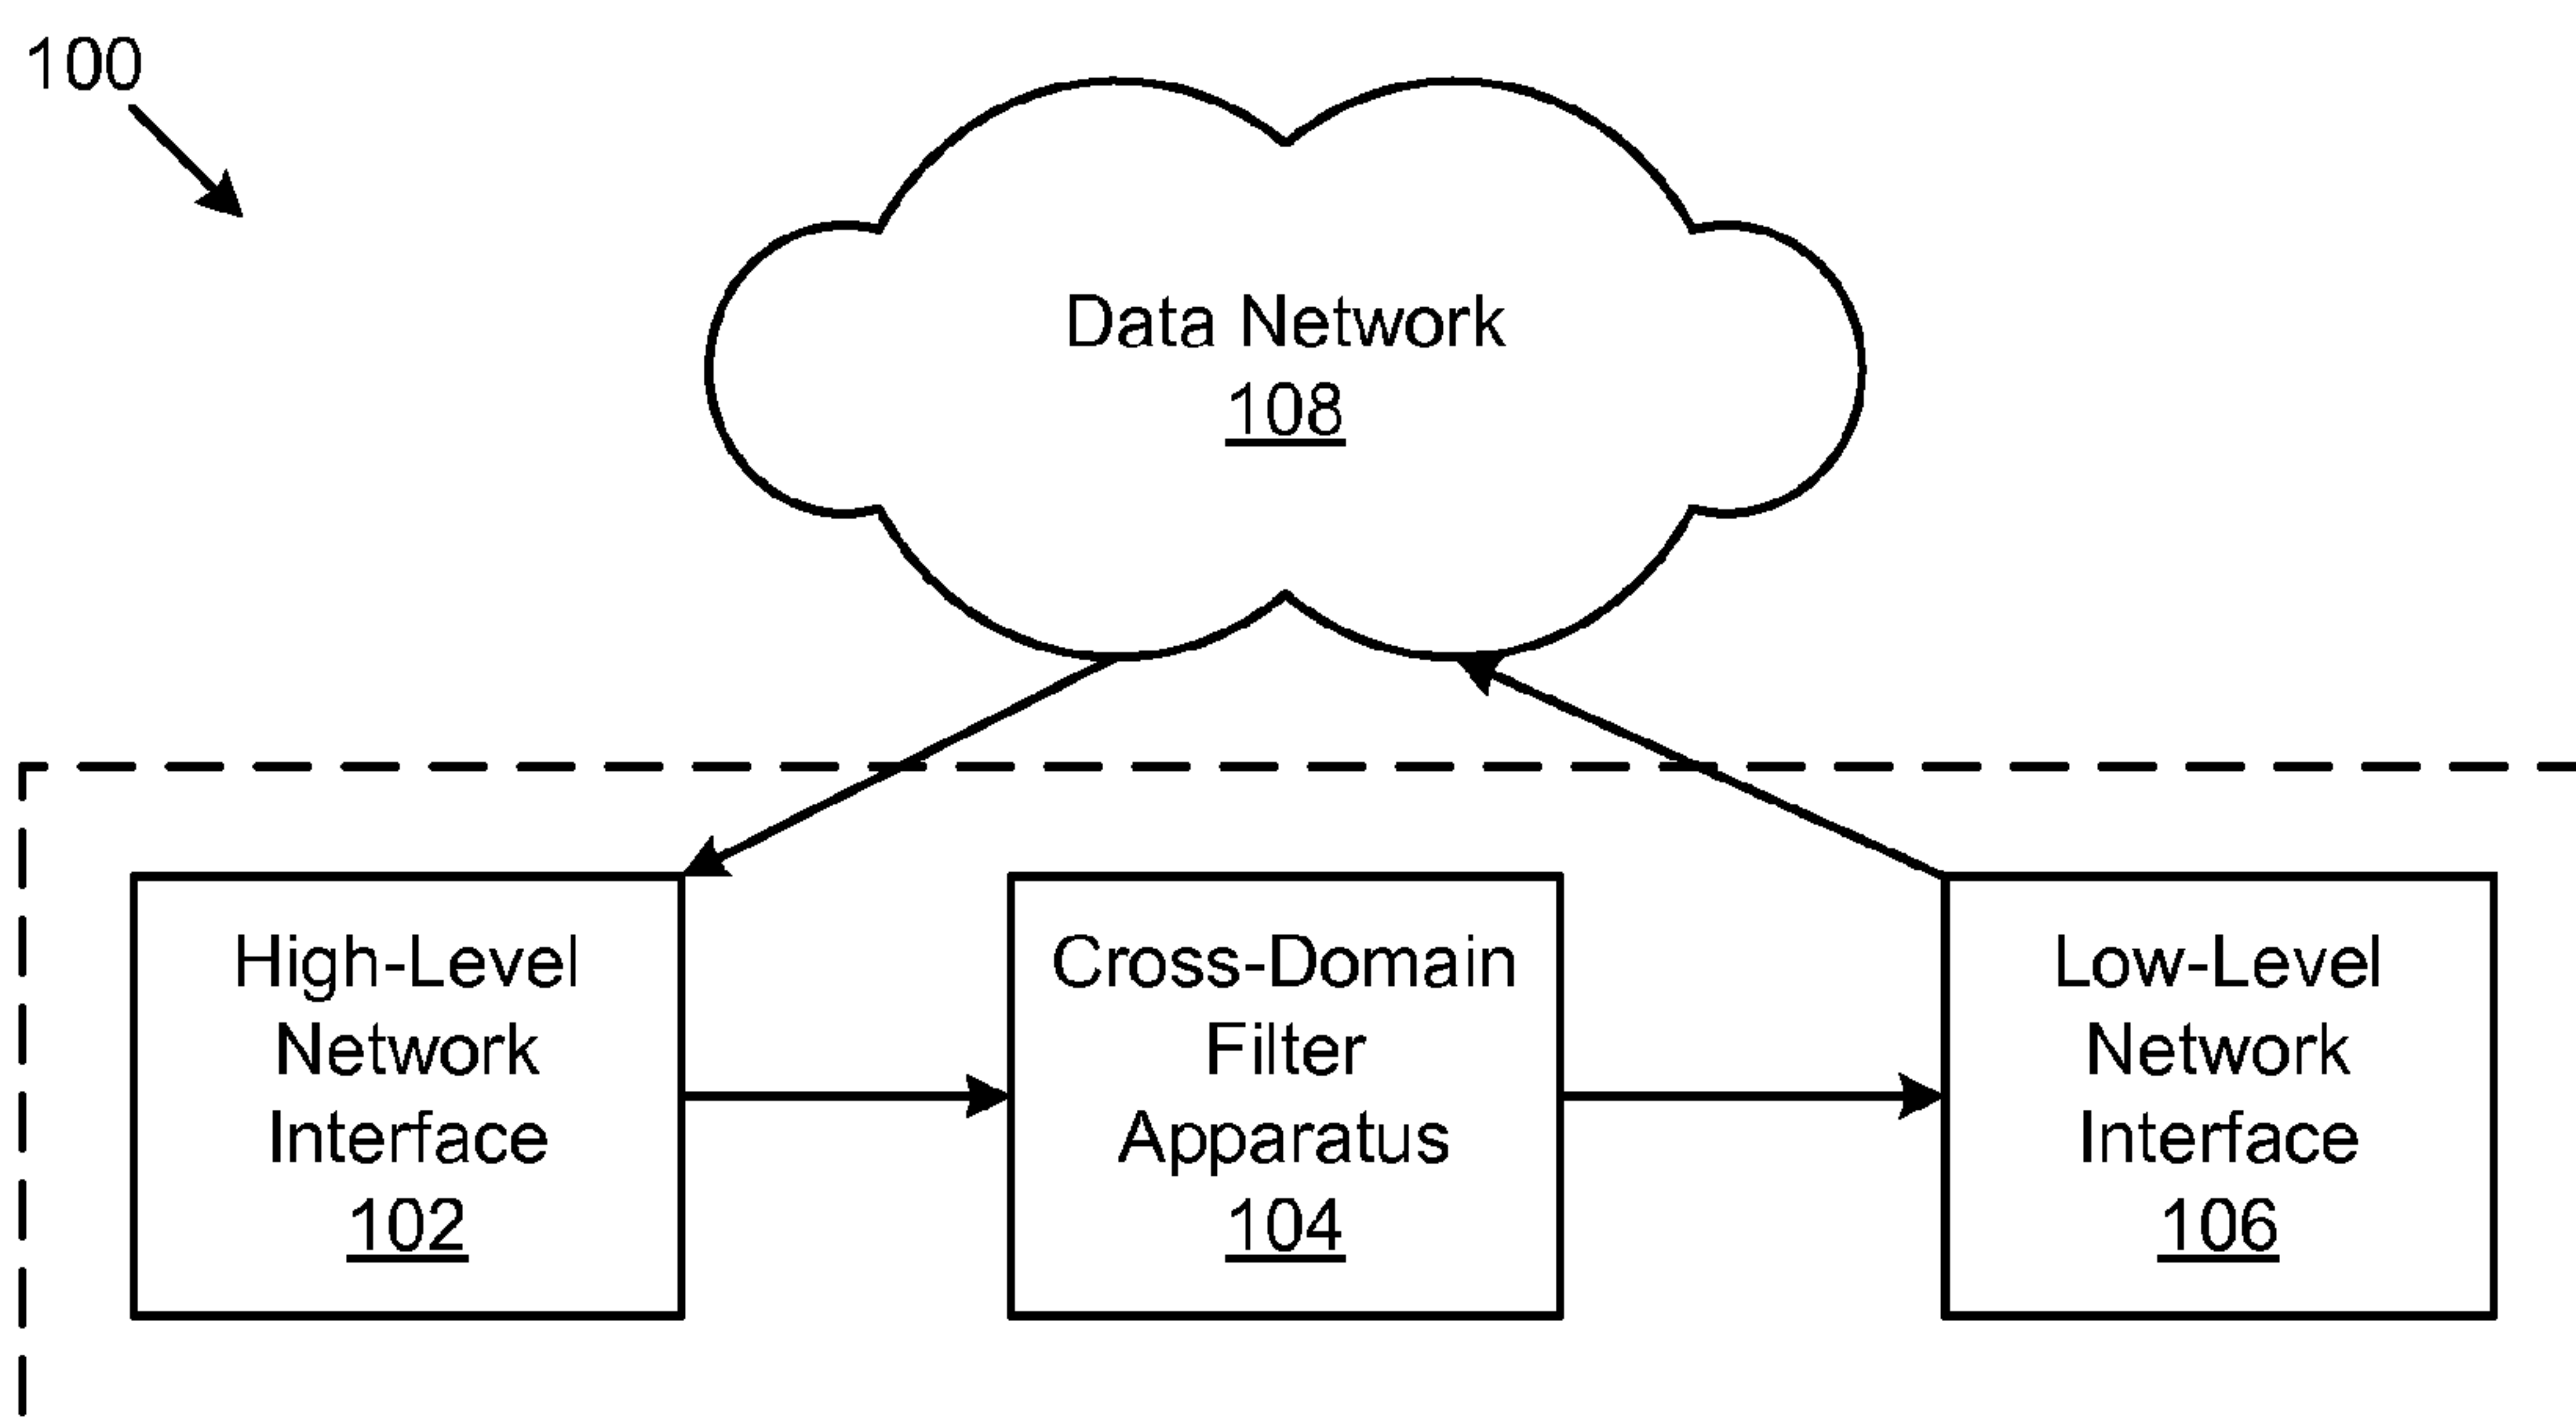 100
Data Network
108
High-Level
Network
Interface
102
Cross-Domain
Filter
Apparatus
104
Low-Level
Network
Interface
106